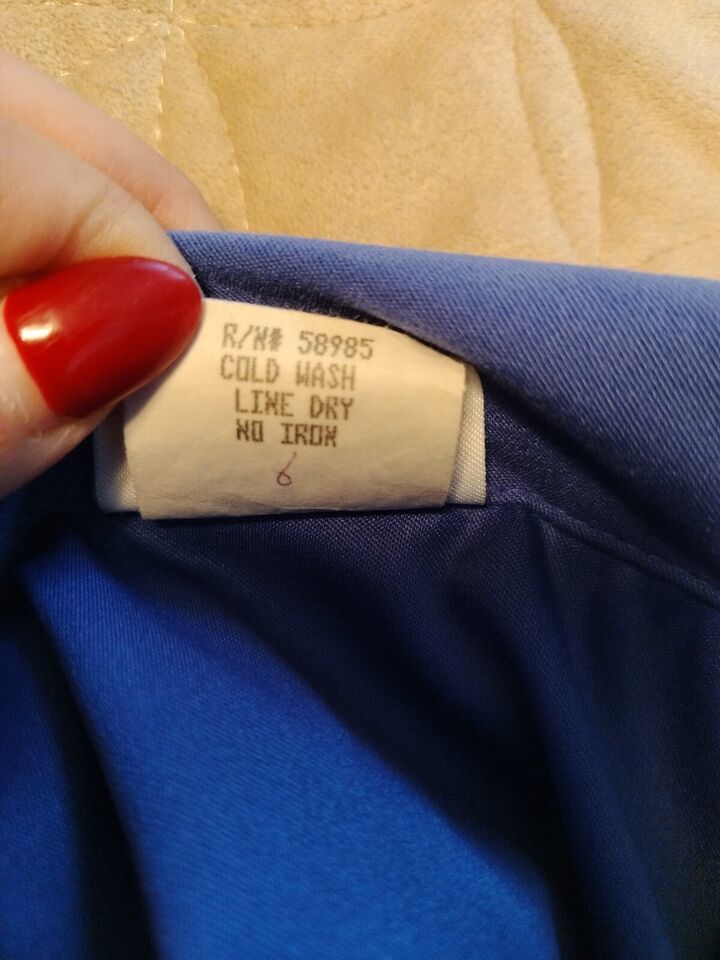 R/N# 58985
COLD WASH
LINE DRY
NO IRON
6